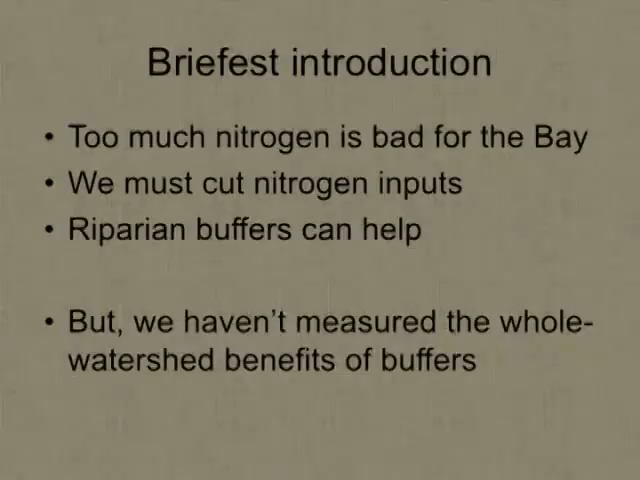 Briefest introduction
• Too much nitrogen is bad for the Bay
• We must cut nitrogen inputs
• Riparian buffers can help
• But, we haven’t measured the whole-
watershed benefits of buffers